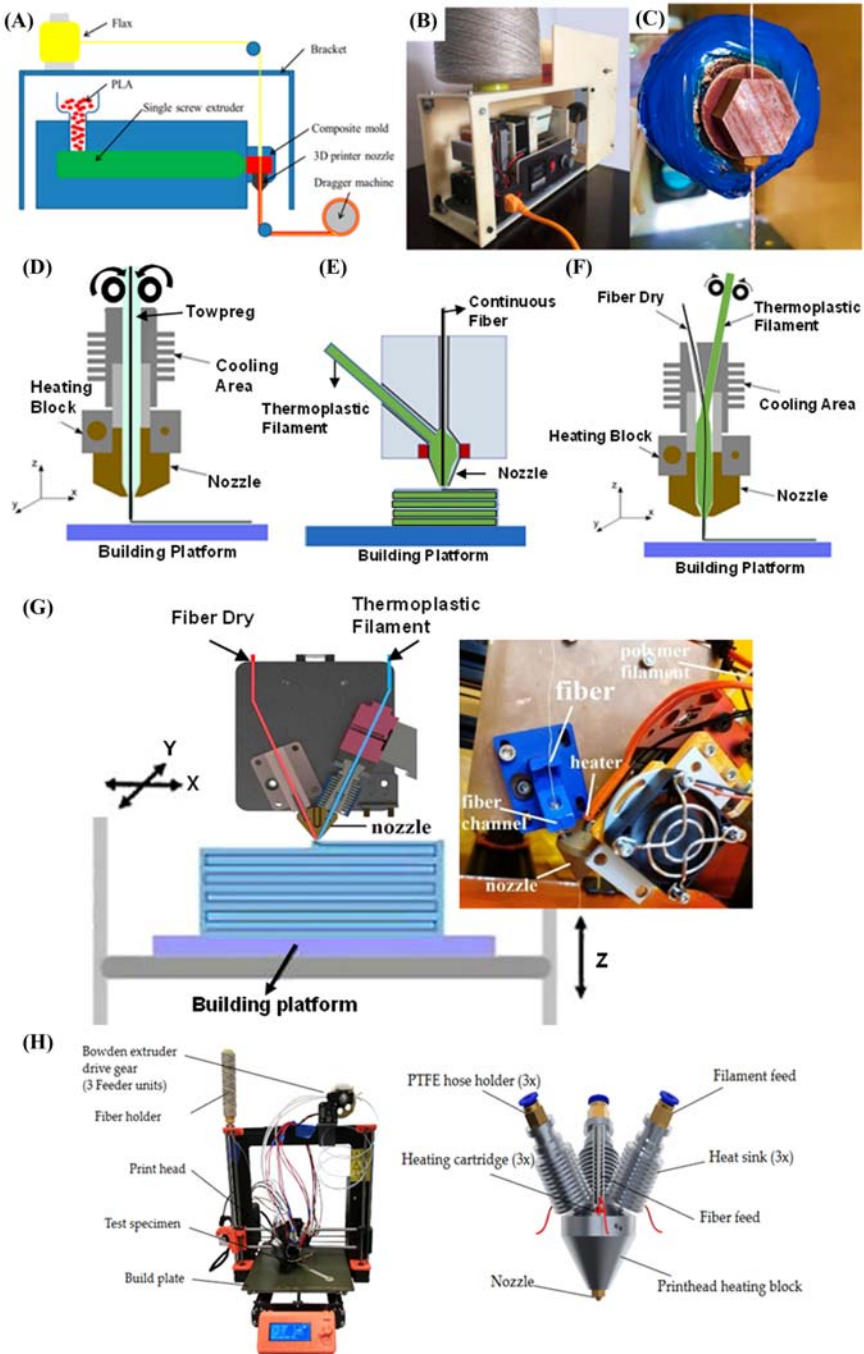 (A)
Flax
Bracket
PLA
Single screw extruder
Composite mold
3D printer nozzle
Dragger machine
(B)
(C)
(D)
Towpreg
Cooling
Area
Heating
Block
Nozzle
z
x
y
Building Platform
(E)
Continuous
Fiber
Thermoplastic
Filament
Nozzle
Building Platform
(F)
Fiber Dry
Thermoplastic
Filament
Cooling Area
Heating Block
Nozzle
z
x
y
Building Platform
(G)
Fiber Dry
Thermoplastic
Filament
Y
X
nozzle
Z
Building platform
polymer
filament
fiber
heater
fiber
channel
nozzle
(H)
Bowden extruder
drive gear
(3 Feeder units)
Fiber holder
Print head
Test specimen
Build plate
PTFE hose holder (3x)
Filament feed
Heating cartridge (3x)
Heat sink (3x)
Fiber feed
Nozzle
Printhead heating block